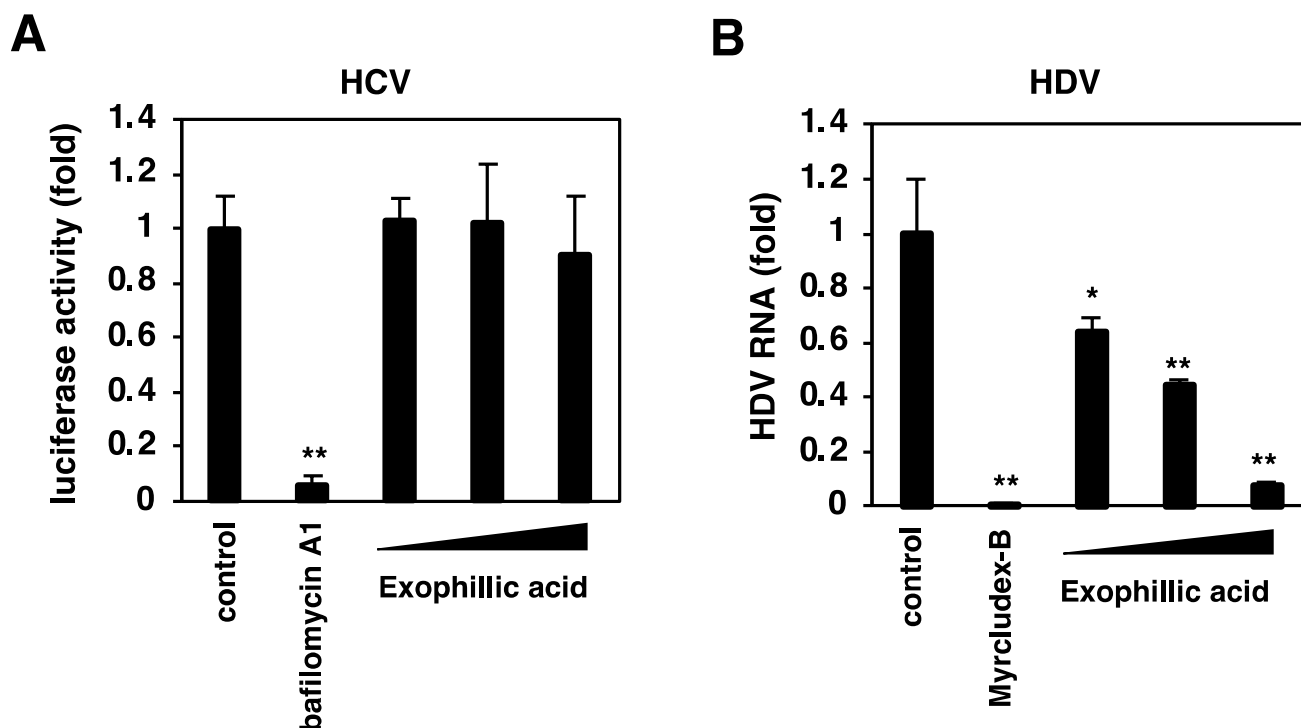 A
HCV
luciferase activity (fold)
1.4
1.2
1
0.8
0.6
0.4
0.2
0
**
control
bafilomycin A1
Exophillic acid
B
HDV
HDV RNA (fold)
1.4
1.2
1
0.8
0.6
0.4
0.2
0
**
*
**
**
control
Myrcludex-B
Exophillic acid